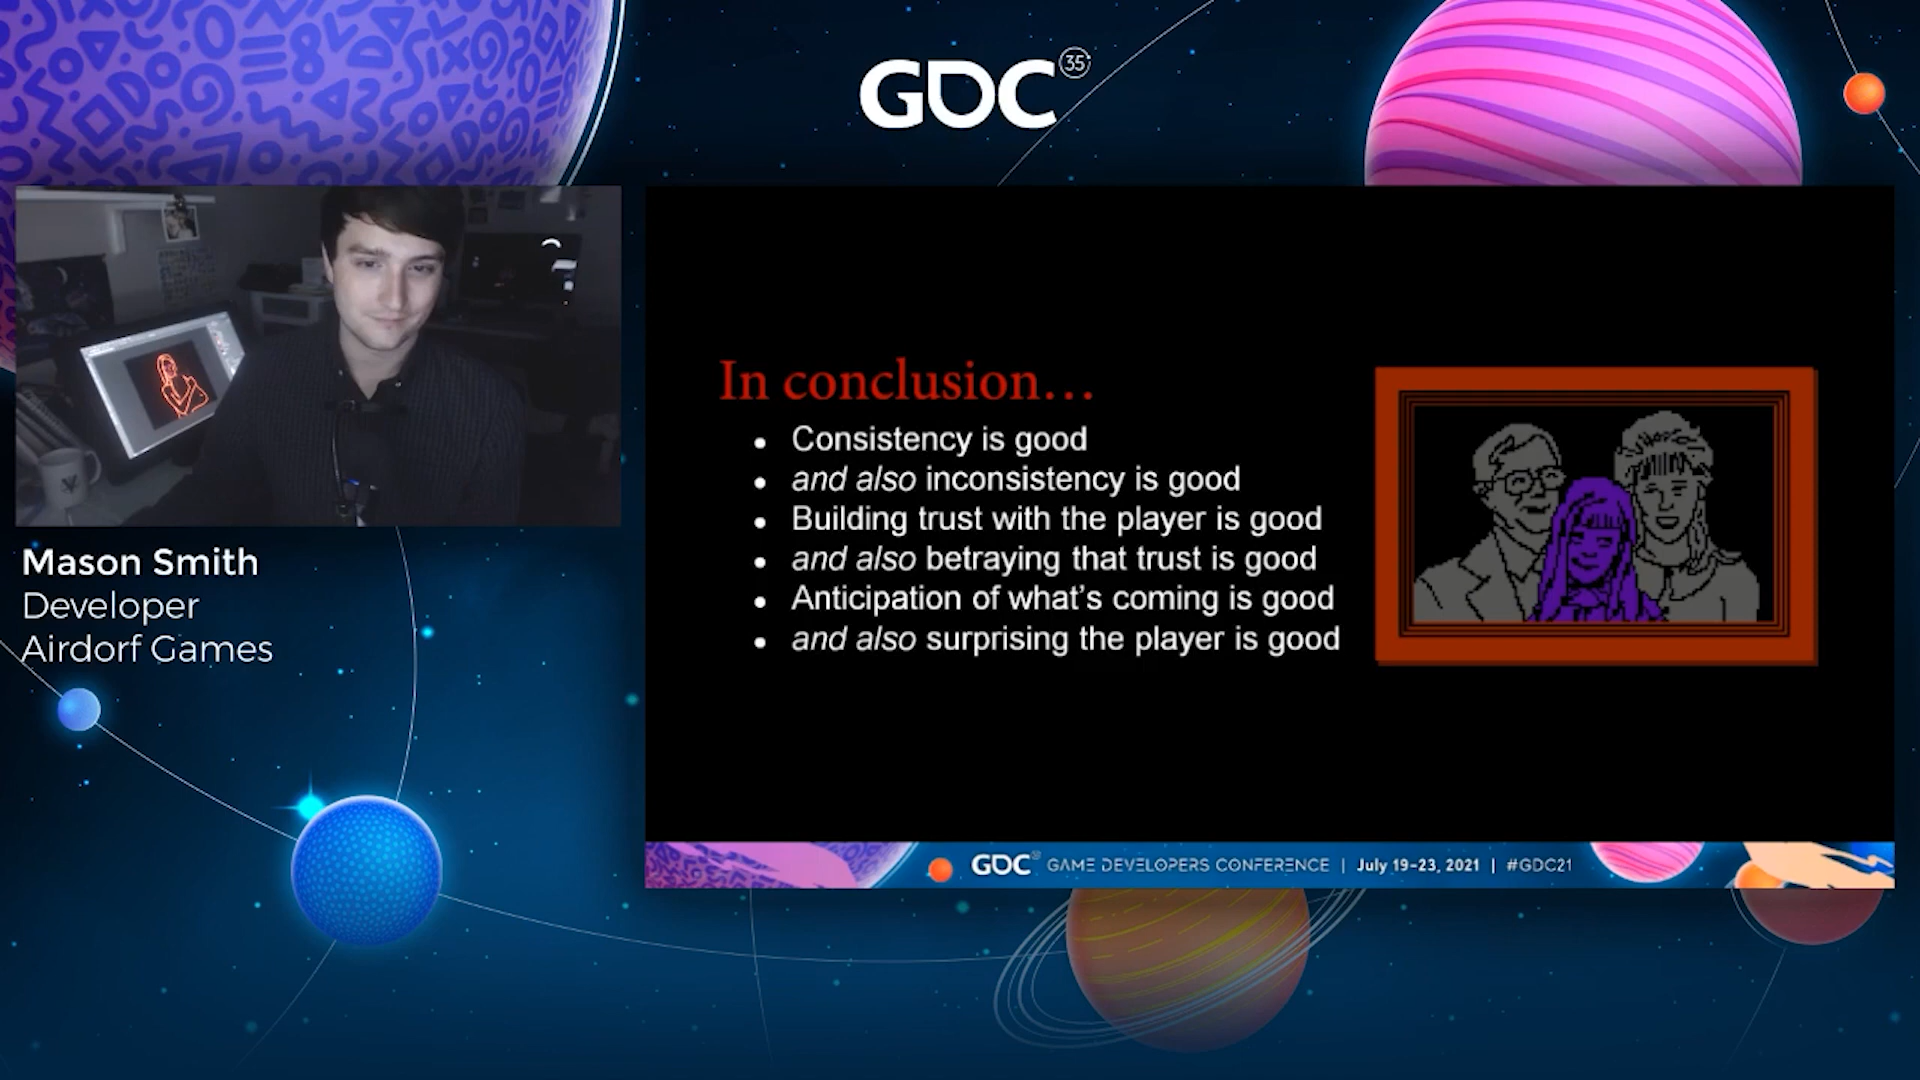 GDC 35
Mason Smith
Developer
Airdorf Games
In conclusion…
• Consistency is good
• and also inconsistency is good
• Building trust with the player is good
• and also betraying that trust is good
• Anticipation of what's coming is good
• and also surprising the player is good
GDC 35 GAME DEVELOPERS CONFERENCE | July 19-23, 2021 | #GDC21